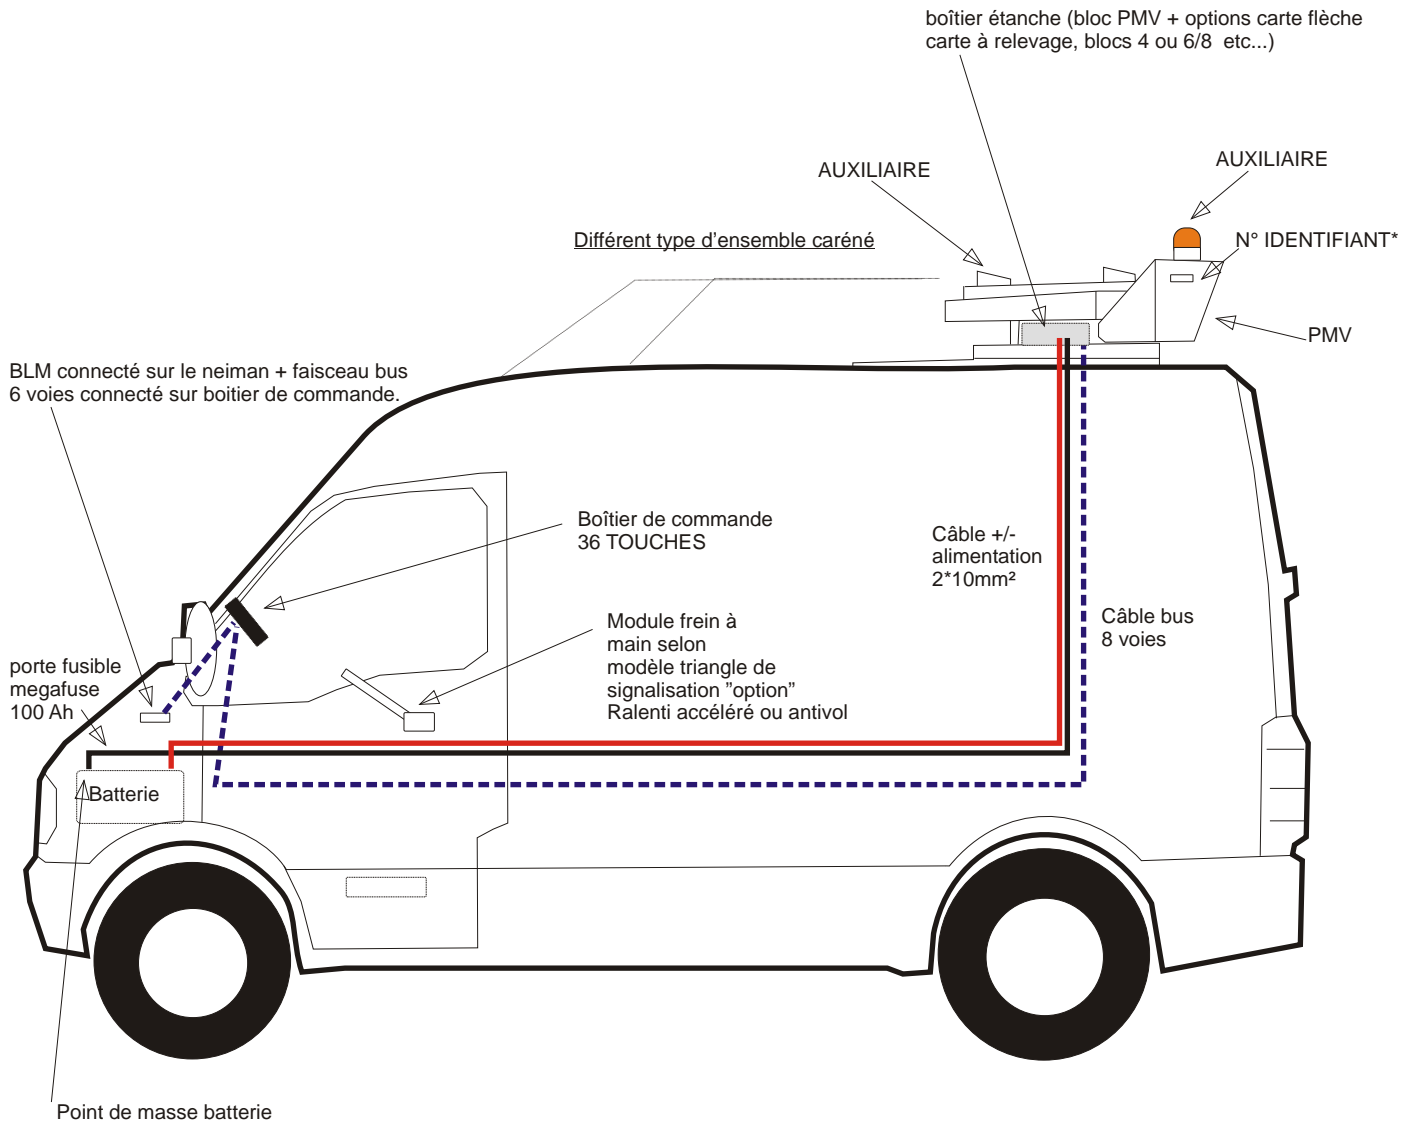 boîtier étanche (bloc PMV + options carte flèche
carte à relevage, blocs 4 ou 6/8 etc...)
AUXILIAIRE
AUXILIAIRE
Différent type d'ensemble caréné
N° IDENTIFIANT*
PMV
BLM connecté sur le neiman + faisceau bus
6 voies connecté sur boitier de commande.
Boîtier de commande
36 TOUCHES
Câble +/-
alimentation
2*10mm²
Module frein à
main selon
modèle triangle de
signalisation ”option”
Ralenti accéléré ou antivol
Câble bus
8 voies
porte fusible
megafuse
100 Ah
Batterie
Point de masse batterie